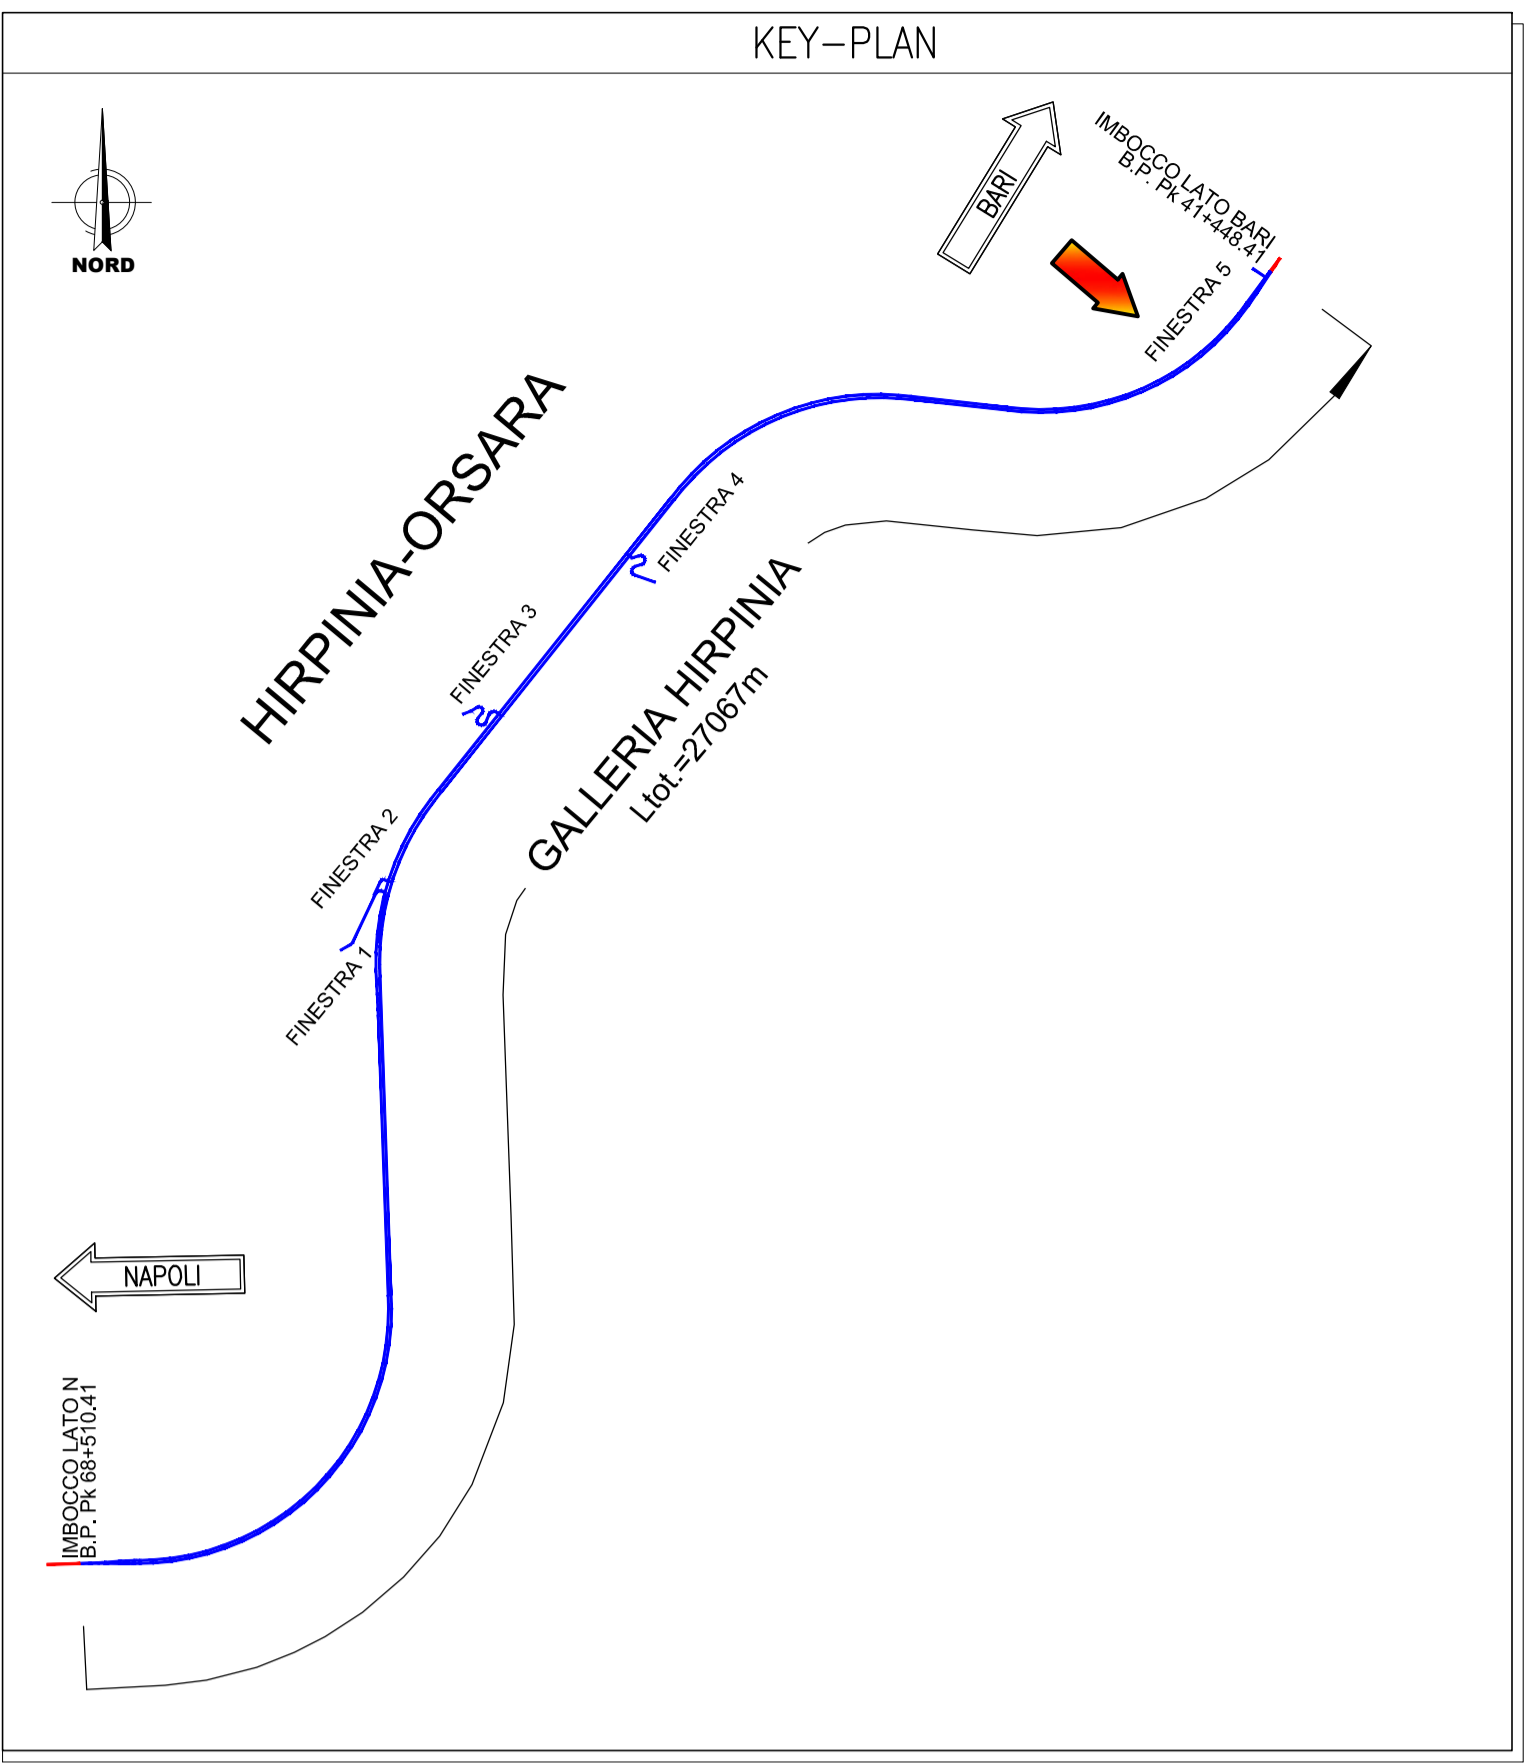 KEY-PLAN
NORD
BARI
IMBOCCO LATO BARI
B.P. Pk 41+448.41
FINESTRA 5
HIRPINIA-ORSARA
FINESTRA 4
GALLERIA HIRPINIA
Ltot.=27067m
FINESTRA 3
FINESTRA 2
FINESTRA 1
NAPOLI
IMBOCCO LATO N
B.P. Pk 68+510.41